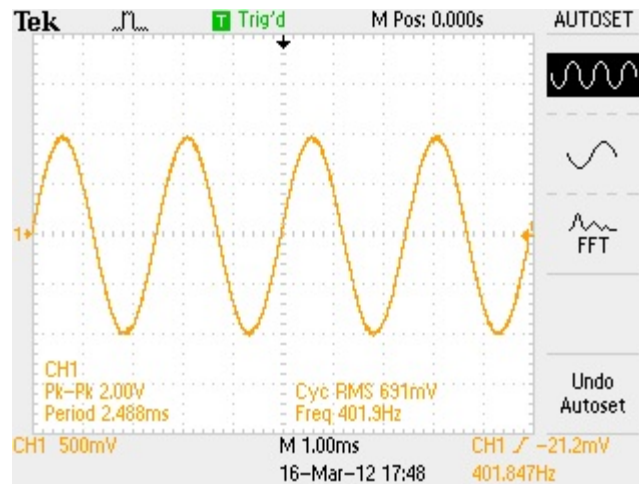 Tek T Trig'd M Pos: 0.000s AUTOSET
1
FFT
CH1
Pk-Pk 2.00V Cyc RMS 691mV
Period 2.488ms Freq 401.9Hz
Undo
Autoset
CH1 500mV M 1.00ms CH1 -21.2mV
16-Mar-12 17:48 401.847Hz